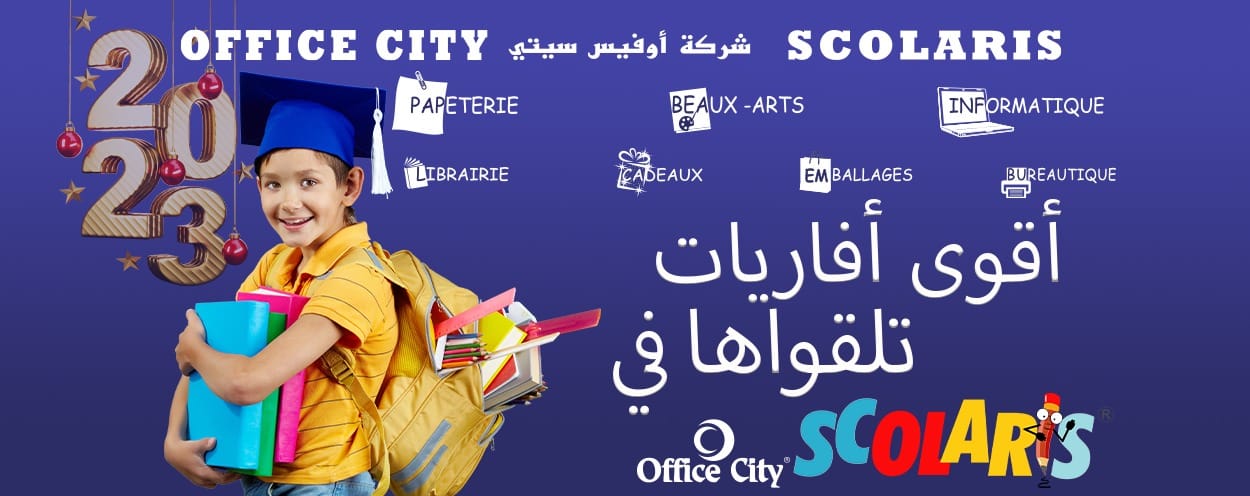 2023
OFFICE CITY شركة أوفيس سيتي SCOLARIS
PAPETERIE BEAUX-ARTS INFORMATIQUE
LIBRAIRIE CADEAUX EMBALLAGES BUREAUTIQUE
أقوى أفاريات
تلقواها في
Office City® SCOLARIS®